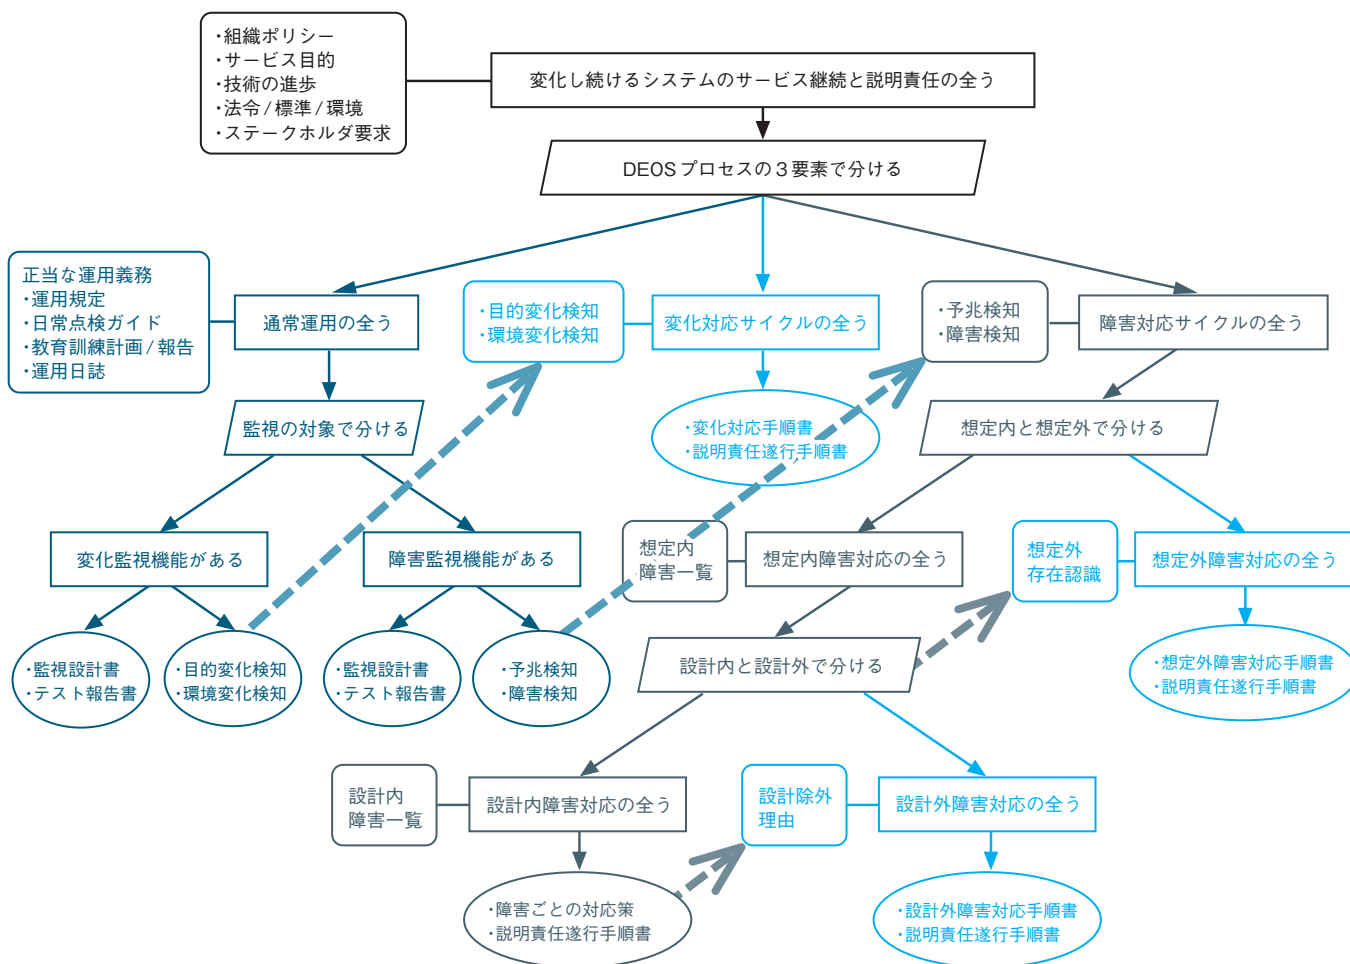 ・組織ポリシー
・サービス目的
・技術の進歩
・法令/標準/環境
・ステークホルダ要求
変化し続けるシステムのサービス継続と説明責任の全う
DEOSプロセスの3要素で分ける
正当な運用義務
・運用規定
・日常点検ガイド
・教育訓練計画/報告
・運用日誌
通常運用の全う
・目的変化検知
・環境変化検知
変化対応サイクルの全う
・予兆検知
・障害検知
障害対応サイクルの全う
監視の対象で分ける
・変化対応手順書
・説明責任遂行手順書
想定内と想定外で分ける
変化監視機能がある
障害監視機能がある
想定内
障害一覧
想定内障害対応の全う
想定外
存在認識
想定外障害対応の全う
・監視設計書
・テスト報告書
・目的変化検知
・環境変化検知
・監視設計書
・テスト報告書
・予兆検知
・障害検知
設計内と設計外で分ける
・想定外障害対応手順書
・説明責任遂行手順書
設計内
障害一覧
設計内障害対応の全う
設計除外
理由
設計外障害対応の全う
・障害ごとの対応策
・説明責任遂行手順書
・設計外障害対応手順書
・説明責任遂行手順書